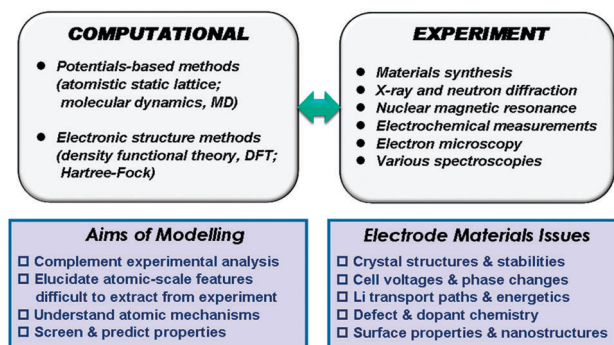 COMPUTATIONAL
● Potentials-based methods
(atomistic static lattice;
molecular dynamics, MD)
● Electronic structure methods
(density functional theory, DFT;
Hartree-Fock)
EXPERIMENT
● Materials synthesis
● X-ray and neutron diffraction
● Nuclear magnetic resonance
● Electrochemical measurements
● Electron microscopy
● Various spectroscopies
Aims of Modelling
□ Complement experimental analysis
□ Elucidate atomic-scale features
difficult to extract from experiment
□ Understand atomic mechanisms
□ Screen & predict properties
Electrode Materials Issues
□ Crystal structures & stabilities
□ Cell voltages & phase changes
□ Li transport paths & energetics
□ Defect & dopant chemistry
□ Surface properties & nanostructures